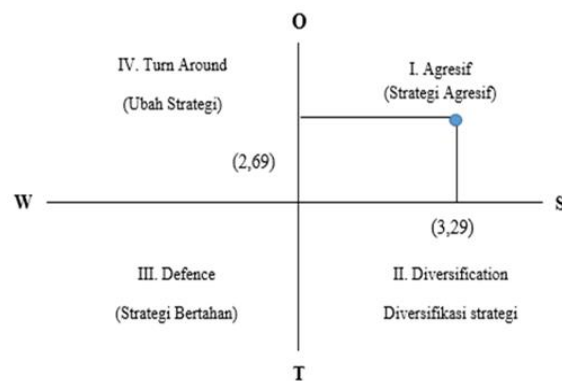 O
IV. Turn Around
(Ubah Strategi)
I. Agresif
(Strategi Agresif)
(2,69)
W
S
(3,29)
III. Defence
(Strategi Bertahan)
II. Diversification
Diversifikasi strategi
T